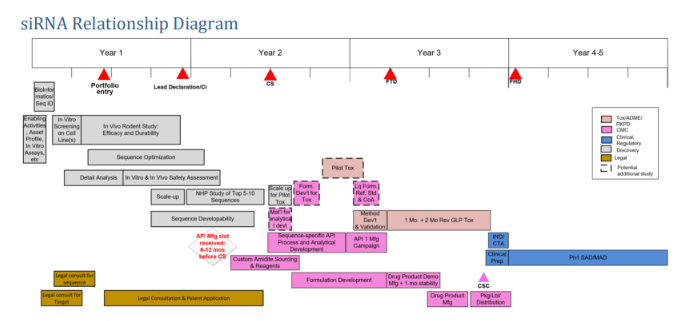 siRNA Relationship Diagram
Year 1
Year 2
Year 3
Year 4-5
Portfolio
entry
Lead Declaration/CI
CS
FTD
FHD
BioInfor
matics/
Seq ID
Enabling
Activities
, Asset
Profile,
In Vitro
Assays,
etc
In Vitro
Screening
on Cell
Line(s)
In Vivo Rodent Study:
Efficacy and Durability
Sequence Optimization
Detail Analysis
In Vitro & In Vivo Safety Assessment
Scale-up
NHP Study of Top 5-10
Sequences
Scale up
for Pilot
Tox
Pilot Tox
Form.
Dev't for
Tox
Lq Form.
Ref. Std
& CoA
Sequence Developability
Mat'l for
analytica
l devt
Method
Dev't
& Validation
1 Mo. + 2 Mo Rev GLP Tox
API Mfg slot
reserved:
6-12 mos
before CS
Sequence-specific API
Process and Analytical
Development
API 1 Mfg
Campaign
IND/
CTA
Custom Amidite Sourcing
& Reagents
Clinical
Prep
Ph1 SAD/MAD
Legal consult for
sequence
Formulation Development
Drug Product Demo
Mfg + 1 mo stability
CSC
Legal consult for
Target
Legal Consultation & Patent Application
Drug Product
Mfg
Pkg/Lbl/
Distribution
Tox/ADME/
PKPD
CMC
Clinical,
Regulatory
Discovery
Legal
Potential
additional study